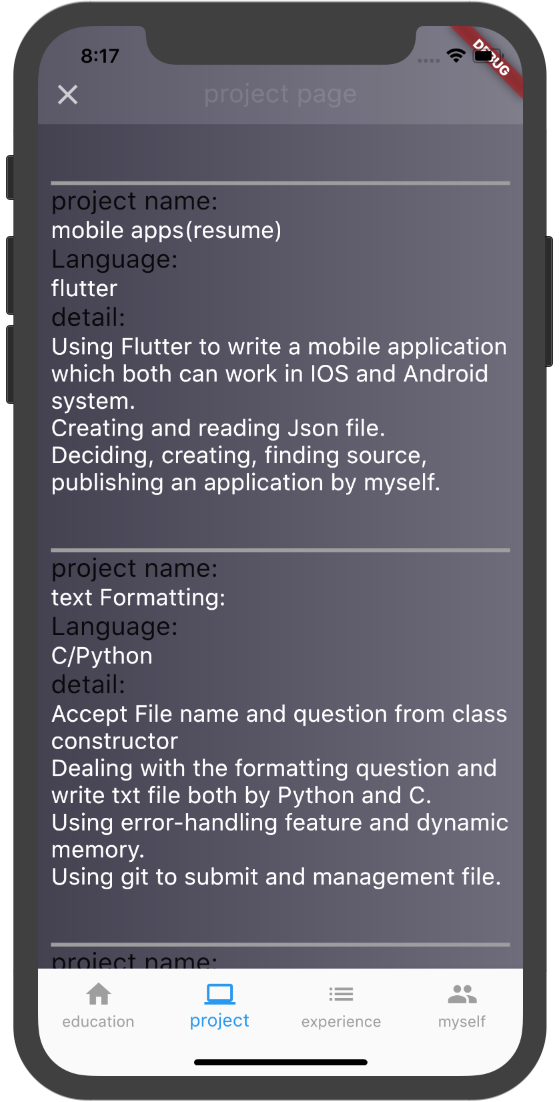 8:17
DEBUG
project page
project name:
mobile apps(resume)
Language:
flutter
detail:
Using Flutter to write a mobile application
which both can work in IOS and Android
system.
Creating and reading Json file.
Deciding, creating, finding source,
publishing an application by myself.
project name:
text Formatting:
Language:
C/Python
detail:
Accept File name and question from class
constructor
Dealing with the formatting question and
write txt file both by Python and C.
Using error-handling feature and dynamic
memory.
Using git to submit and management file.
project name:
education
project
experience
myself